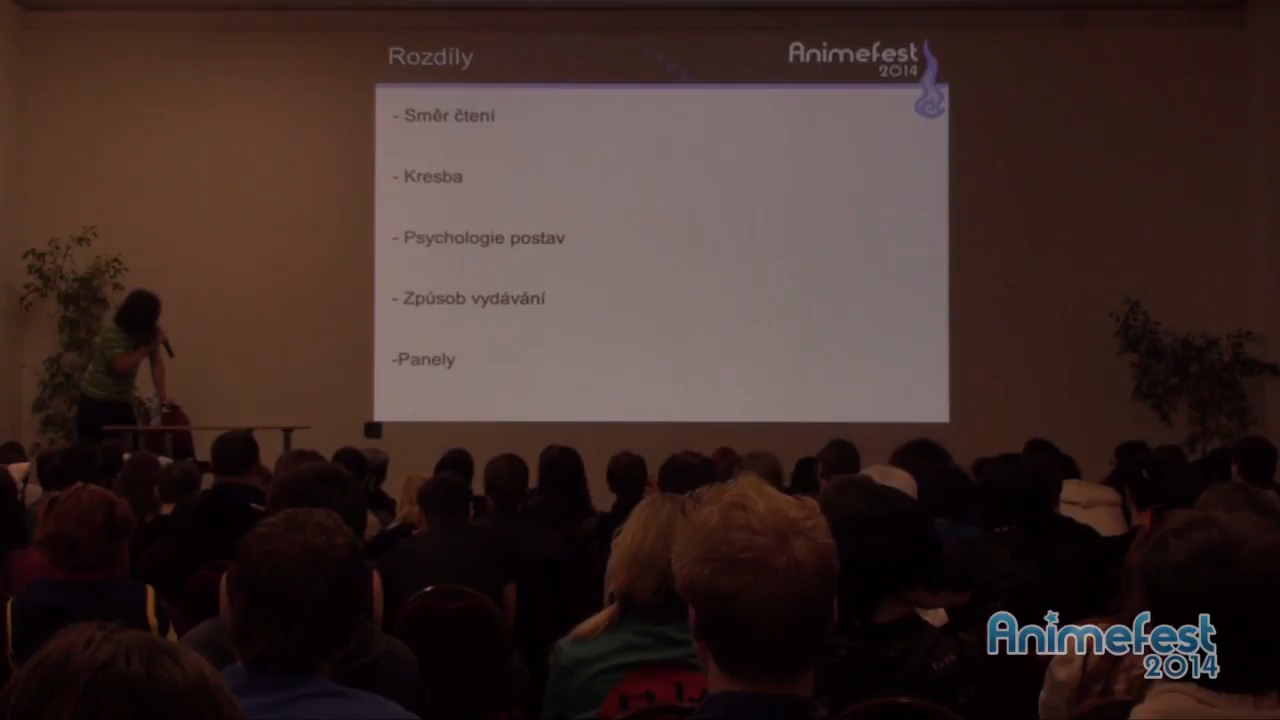 Rozdíly
Animefest
2014
- Směr čtení
- Kresba
- Psychologie postav
- Způsob vydávání
-Panely
Animefest
2014